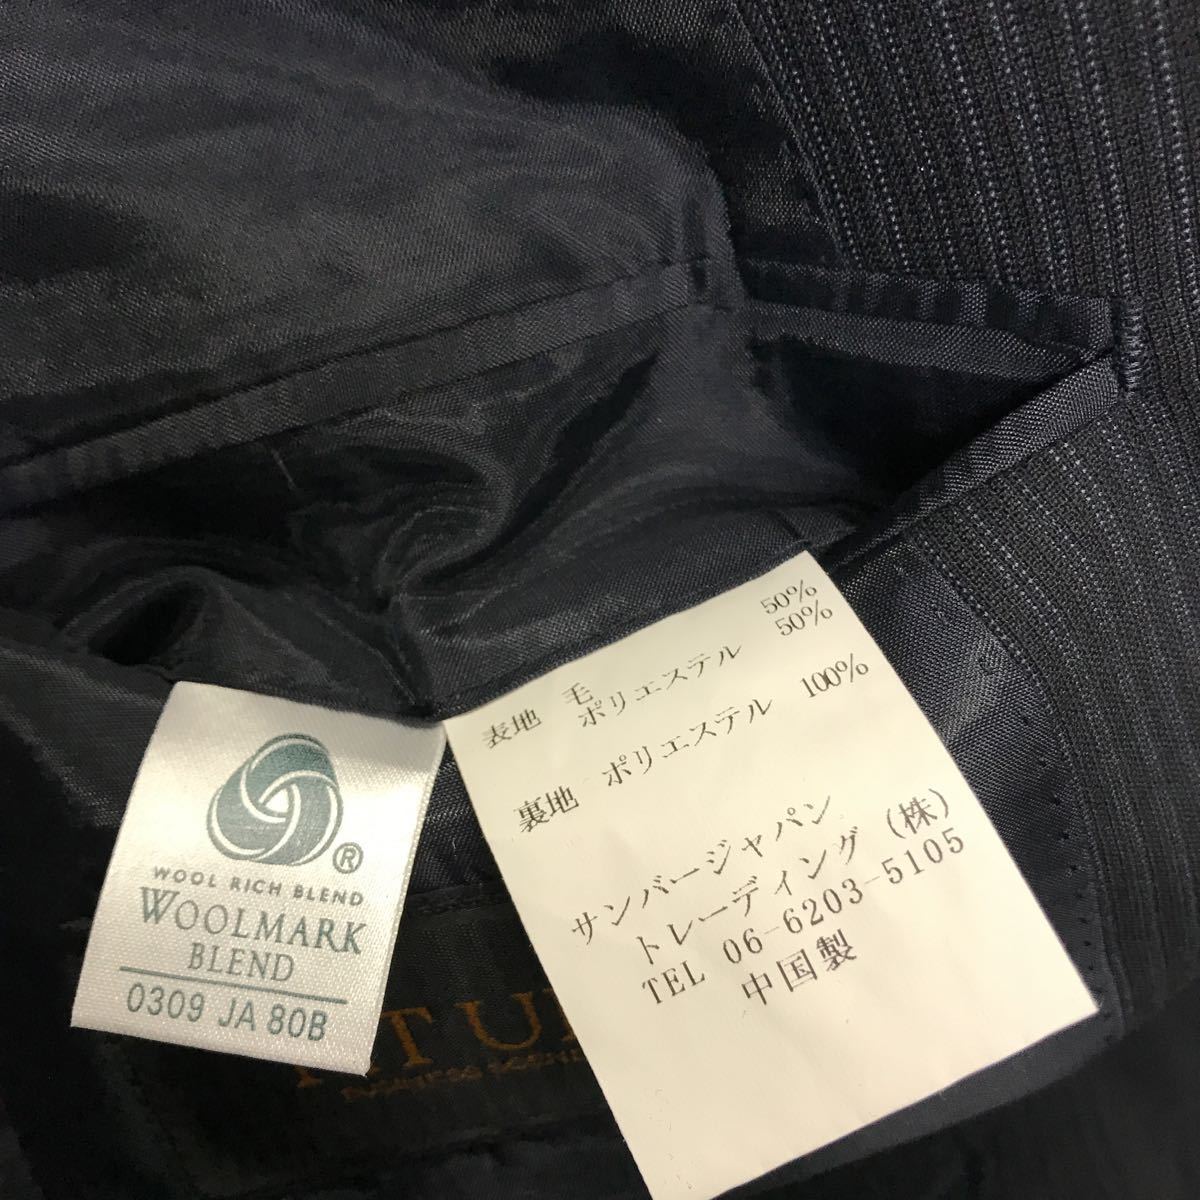 WOOL RICH BLEND
WOOLMARK
BLEND
0309 JA 80B
®
表地 毛 50%
ポリエステル 50%
裏地 ポリエステル 100%
サンバージャパン
トレーディング (株)
TEL 06-6203-5105
中国製